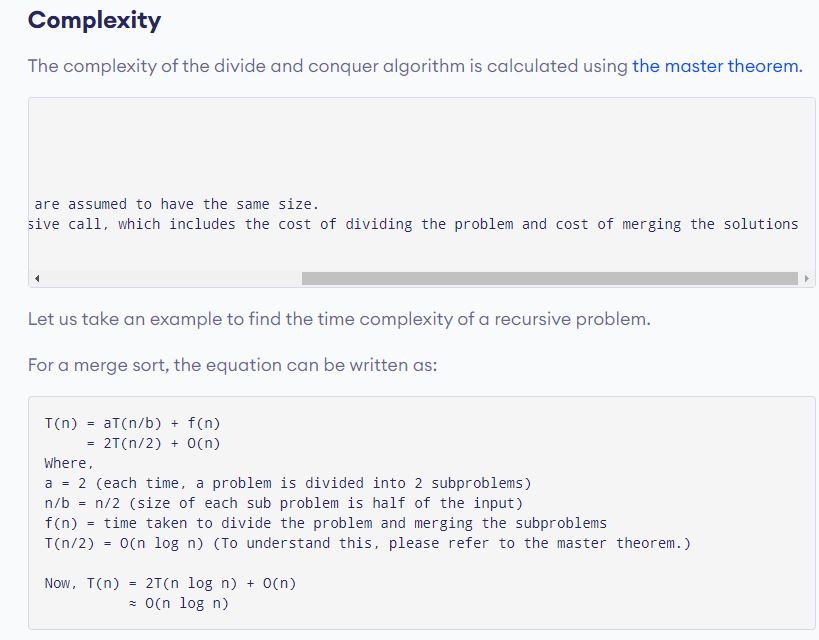 Complexity
The complexity of the divide and conquer algorithm is calculated using the master theorem.
are assumed to have the same size.
sive call, which includes the cost of dividing the problem and cost of merging the solutions
Let us take an example to find the time complexity of a recursive problem.
For a merge sort, the equation can be written as:
T(n) = aT(n/b) + f(n)
= 2T(n/2) + O(n)
Where,
a = 2 (each time, a problem is divided into 2 subproblems)
n/b = n/2 (size of each sub problem is half of the input)
f(n) = time taken to divide the problem and merging the subproblems
T(n/2) = O(n log n) (To understand this, please refer to the master theorem.)
Now, T(n) = 2T(n log n) + O(n)
≈ O(n log n)